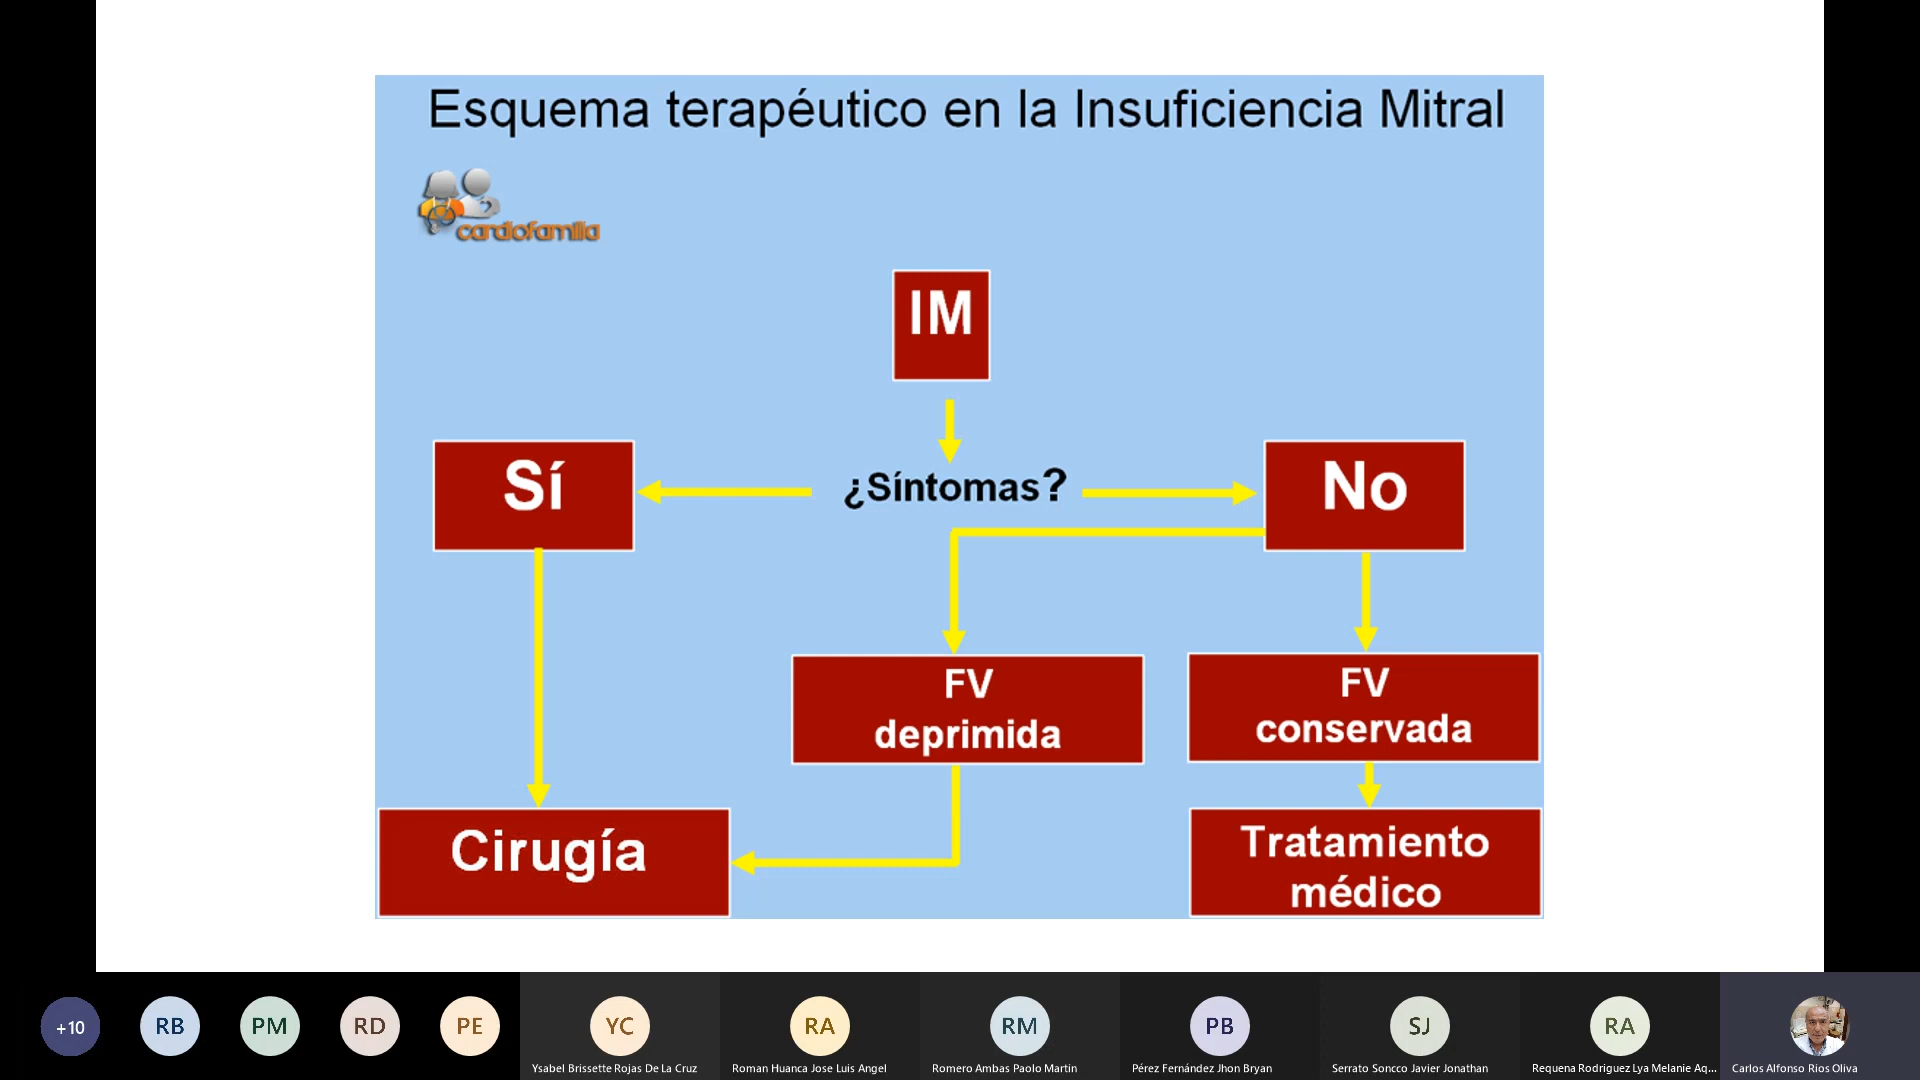 Esquema terapéutico en la Insuficiencia Mitral
cardiofamilia
IM
Sí
¿Síntomas?
No
FV
deprimida
FV
conservada
Cirugía
Tratamiento
médico
+10
RB
PM
RD
PE
YC
RA
RM
PB
SJ
RA
Ysabel Brissette Rojas De La Cruz
Roman Huanca Jose Luis Angel
Romero Ambas Paolo Martin
Pérez Fernández Jhon Bryan
Serrato Soncco Javier Jonathan
Requena Rodriguez Lya Melanie Aq...
Carlos Alfonso Rios Oliva